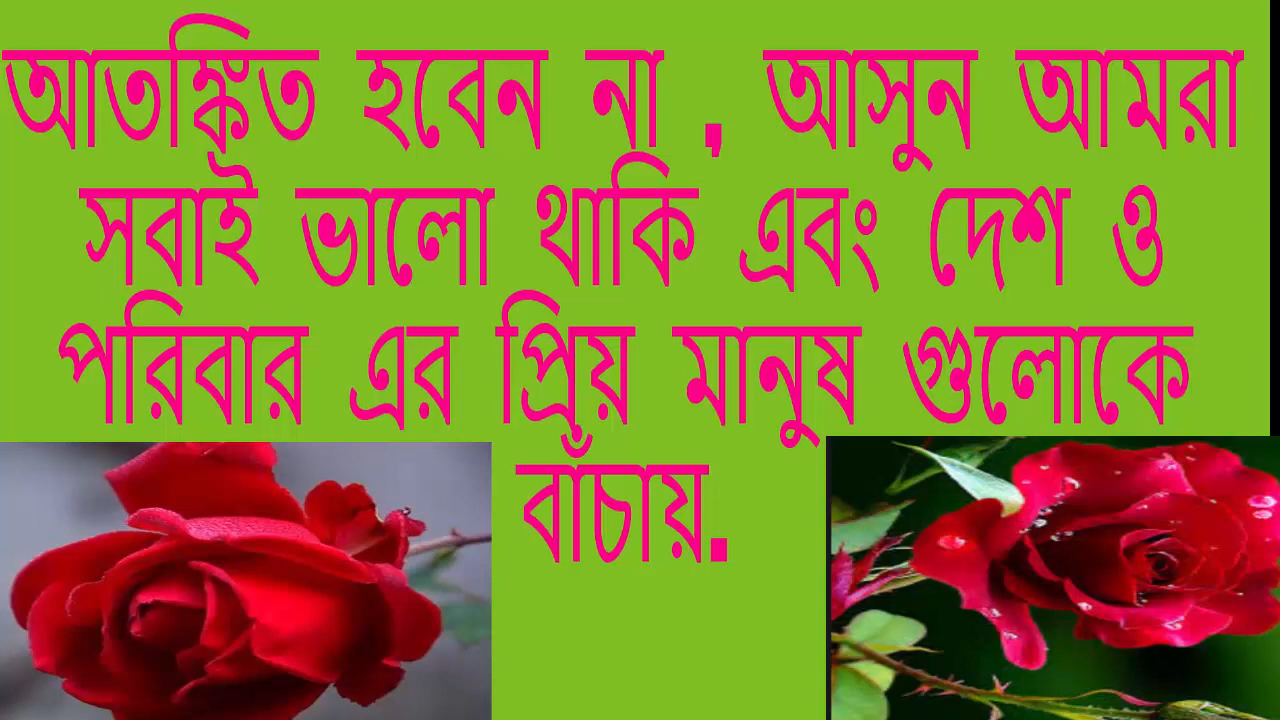 আতঙ্কিত হবেন না , আসুন আমরা
সবাই ভালো থাকি এবং দেশ ও
পরিবার এর প্রিয় মানুষ গুলোকে
বাঁচায়.